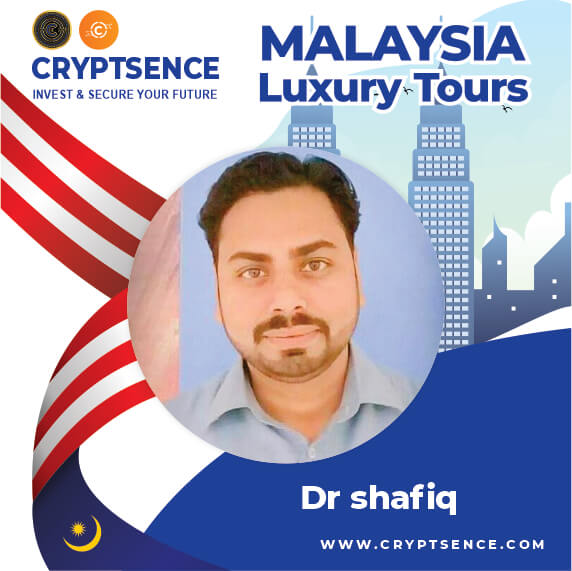 CRYPTSENCE
INVEST & SECURE YOUR FUTURE
MALAYSIA
Luxury Tours
Dr shafiq
WWW.CRYPTSENCE.COM